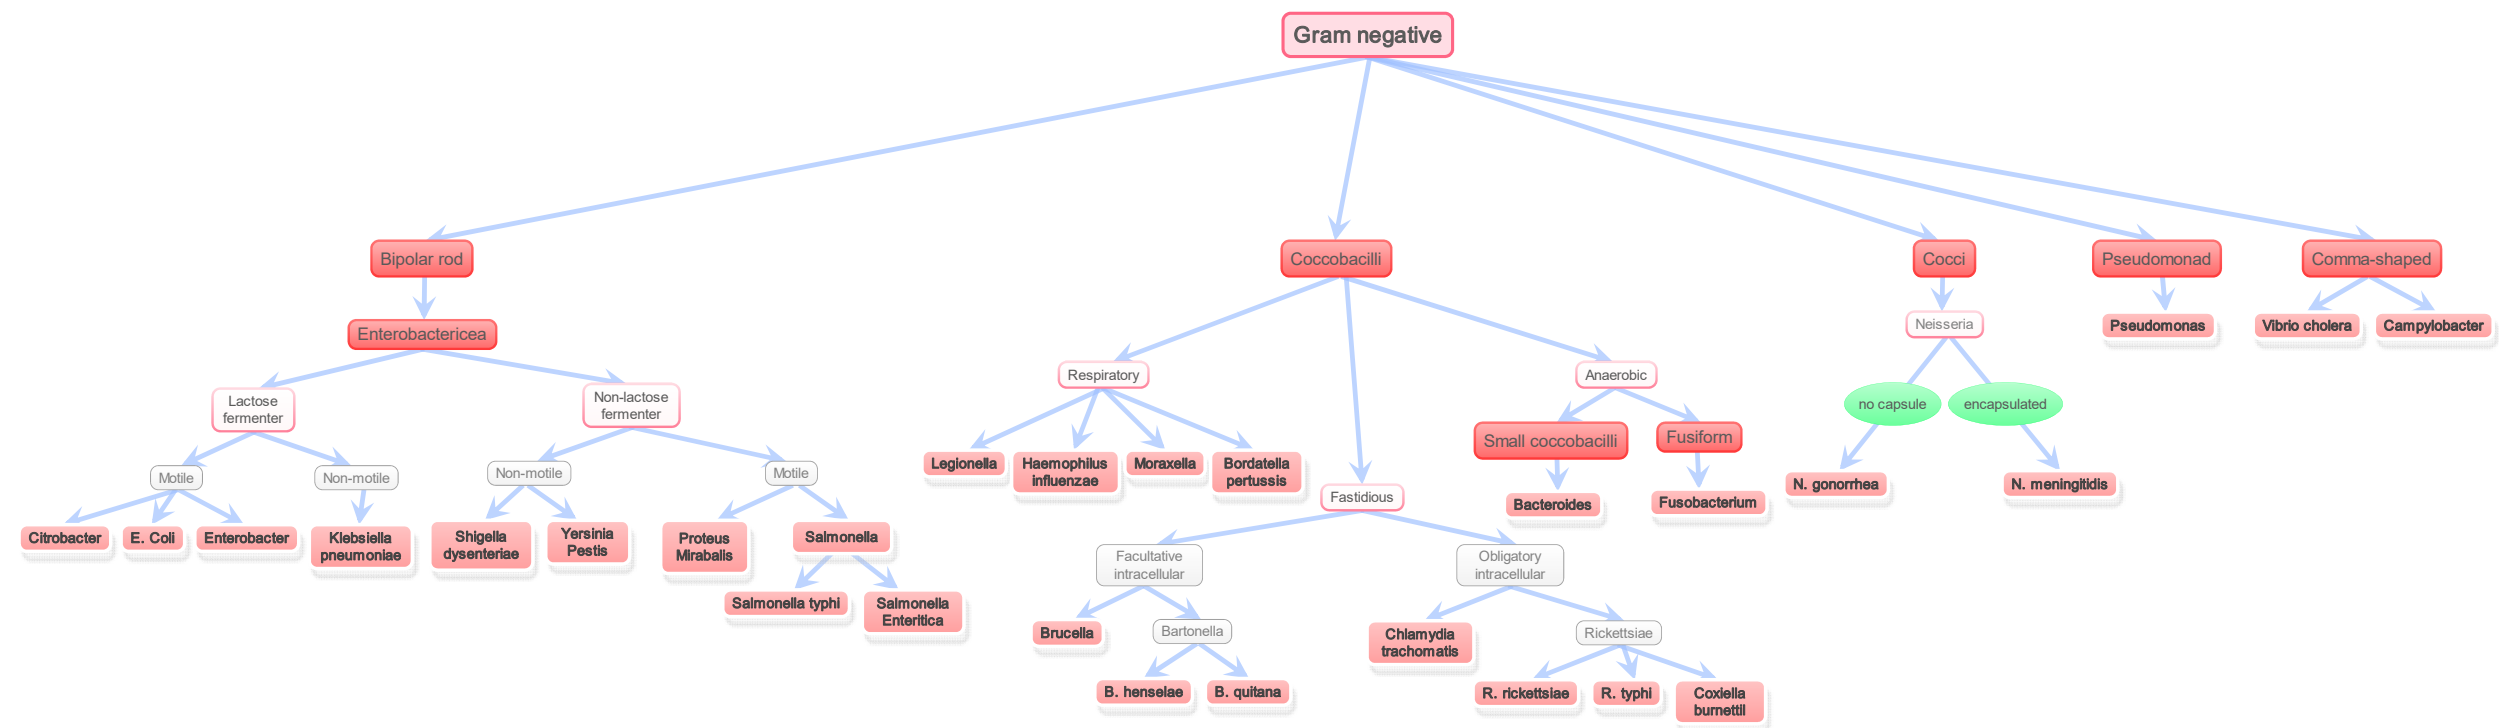 Gram negative
Bipolar rod
Coccobacilli
Cocci
Pseudomonad
Comma-shaped
Enterobactericea
Neisseria
Pseudomonas
Vibrio cholera
Campylobacter
Lactose
fermenter
Non-lactose
fermenter
Respiratory
Anaerobic
no capsule
encapsulated
Motile
Non-motile
Non-motile
Motile
Legionella
Haemophilus
influenzae
Moraxella
Bordatella
pertussis
Small coccobacilli
Fusiform
Fastidious
Bacteroides
Fusobacterium
N. gonorrhea
N. meningitidis
Citrobacter
E. Coli
Enterobacter
Klebsiella
pneumoniae
Shigella
dysenteriae
Yersinia
Pestis
Proteus
Mirabalis
Salmonella
Salmonella typhi
Salmonella
Enteritica
Facultative
intracellular
Obligatory
intracellular
Brucella
Bartonella
Chlamydia
trachomatis
Rickettsiae
B. henselae
B. quitana
R. rickettsiae
R. typhi
Coxiella
burnettii